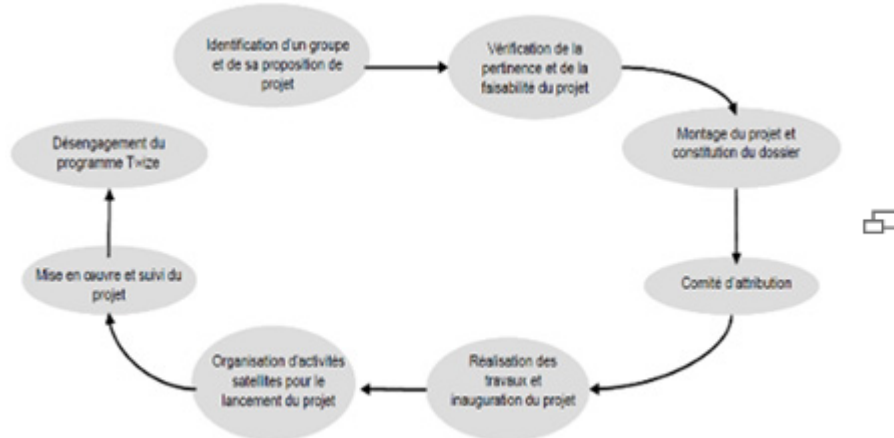 Identification d'un groupe
et de sa proposition de
projet
Vérification de la
pertinence et de la
faisabilité du projet
Montage du projet et
constitution du dossier
Comité d'attribution
Réalisation des
travaux et
inauguration du projet
Organisation d'activités
satellites pour le
lancement du projet
Mise en œuvre et suivi du
projet
Désengagement du
programme Twize